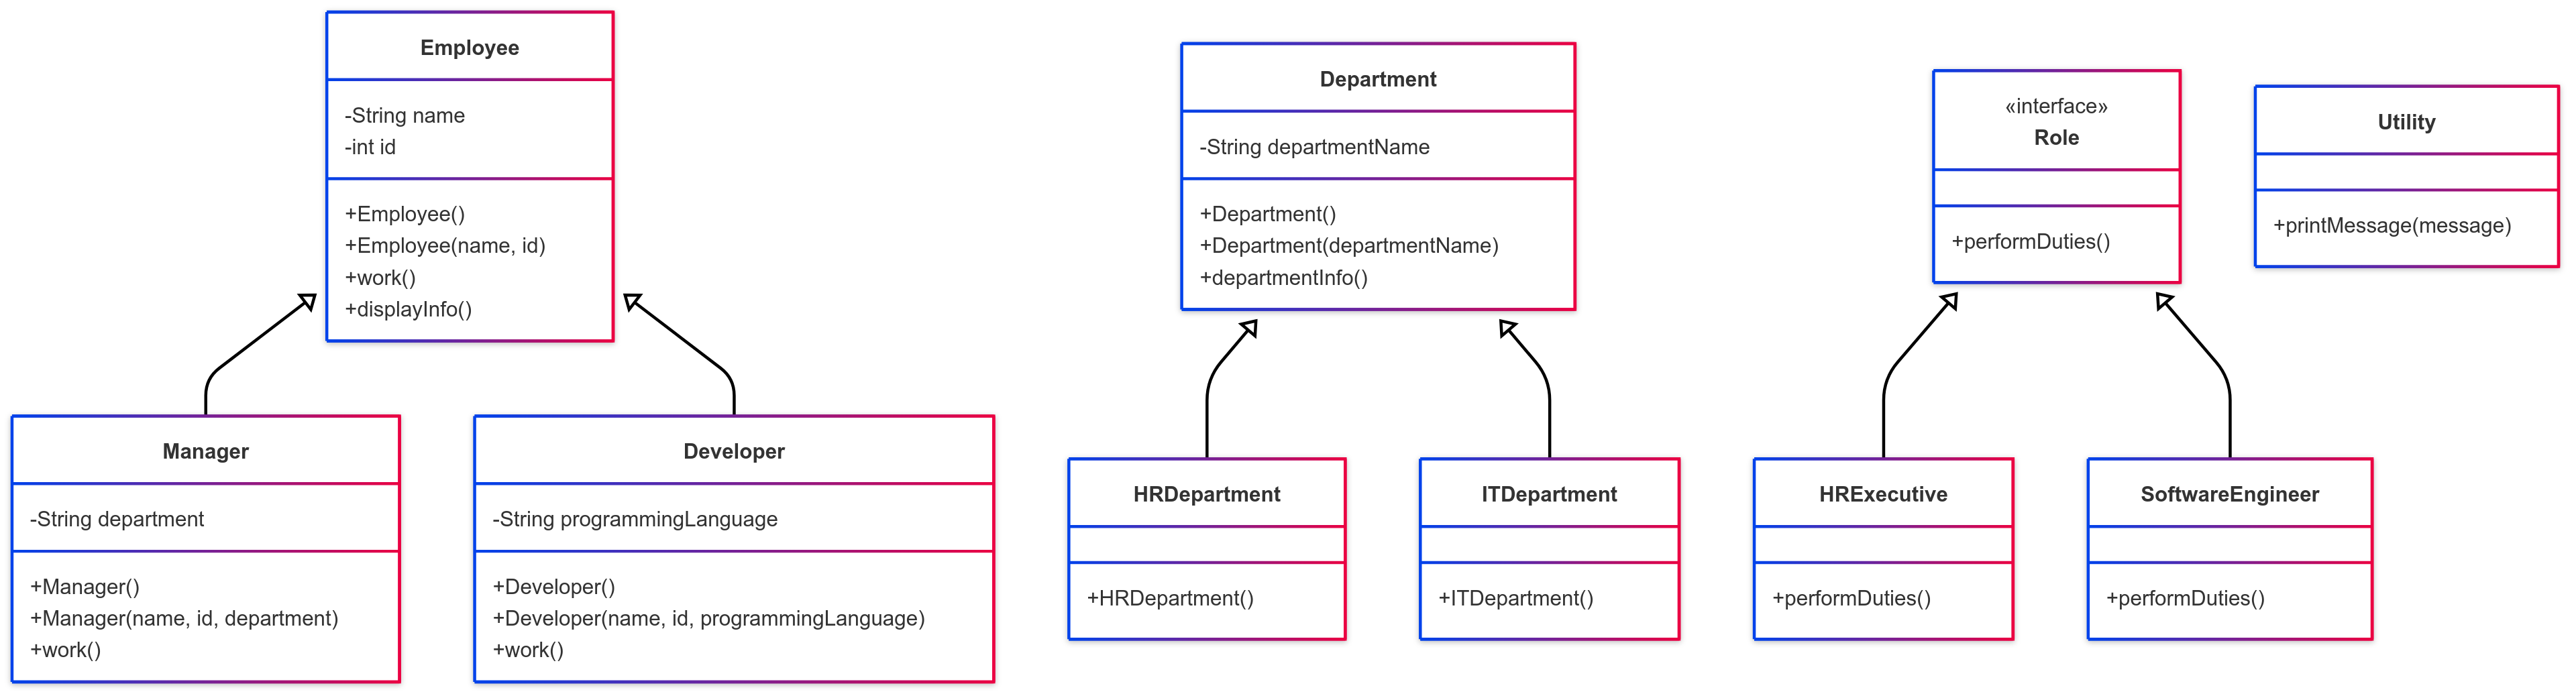 Employee
-String name
-int id
+Employee()
+Employee(name, id)
+work()
+displayInfo()
Department
-String departmentName
+Department()
+Department(departmentName)
+departmentInfo()
«interface»
Role
+performDuties()
Utility
+printMessage(message)
Manager
-String department
+Manager()
+Manager(name, id, department)
+work()
Developer
-String programmingLanguage
+Developer()
+Developer(name, id, programmingLanguage)
+work()
HRDepartment
+HRDepartment()
ITDepartment
+ITDepartment()
HRExecutive
+performDuties()
SoftwareEngineer
+performDuties()